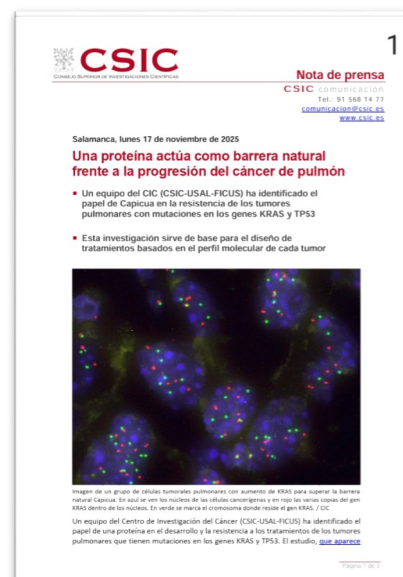 1
CSIC
CONSEJO SUPERIOR DE INVESTIGACIONES CIENTÍFICAS
Nota de prensa
CSIC comunicación
Tel.: 91 568 14 77
comunicacion@csic.es
www.csic.es
Salamanca, lunes 17 de noviembre de 2025
Una proteína actúa como barrera natural
frente a la progresión del cáncer de pulmón
Un equipo del CIC (CSIC-USAL-FICUS) ha identificado el
papel de Capicua en la resistencia de los tumores
pulmonares con mutaciones en los genes KRAS y TP53
Esta investigación sirve de base para el diseño de
tratamientos basados en el perfil molecular de cada tumor
Imagen de un grupo de células tumorales pulmonares con aumento de KRAS para superar la barrera
natural Capicua. En azul se ven los núcleos de las células cancerígenas y en rojo las varias copias del gen
KRAS dentro de los núcleos. En verde se marca el cromosoma donde reside el gen KRAS. / CIC
Un equipo del Centro de Investigación del Cáncer (CSIC-USAL-FICUS) ha identificado el
papel de una proteína en el desarrollo y la resistencia a los tratamientos de los tumores
pulmonares que tienen mutaciones en los genes KRAS y TP53. El estudio, que aparece